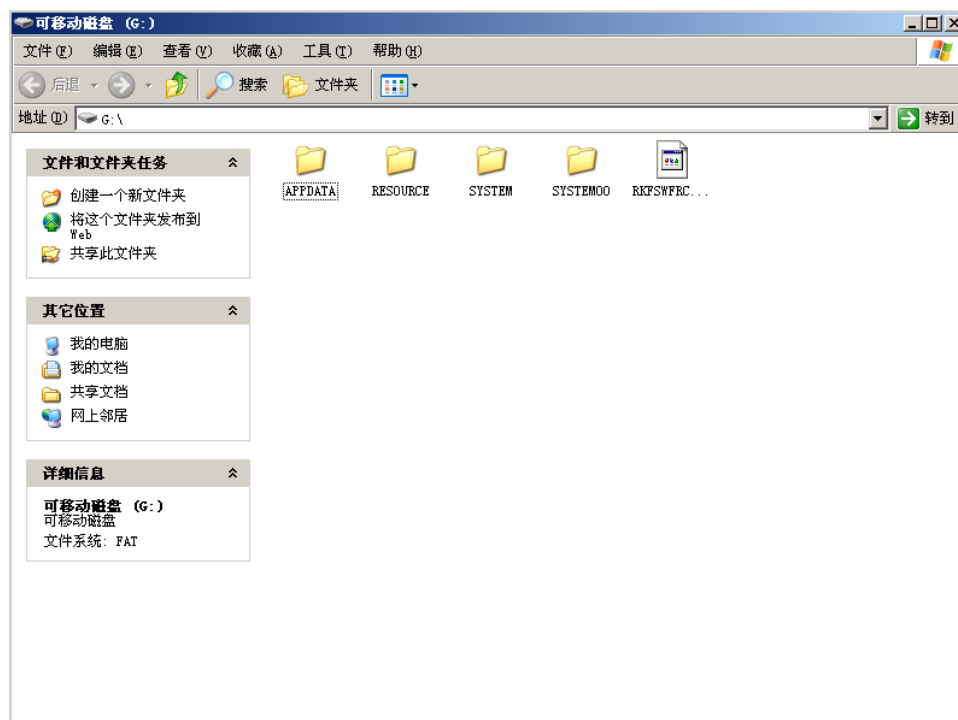 可移动磁盘 (G:)
文件(F) 编辑(E) 查看(V) 收藏(A) 工具(T) 帮助(H)
后退 搜索 文件夹
地址(D) G:\ 转到
文件和文件夹任务
创建一个新文件夹
将这个文件夹发布到
Web
共享此文件夹
其它位置
我的电脑
我的文档
共享文档
网上邻居
详细信息
可移动磁盘 (G:)
可移动磁盘
文件系统: FAT
APPDATA RESOURCE SYSTEM SYSTEM00 RKFSWFRC...